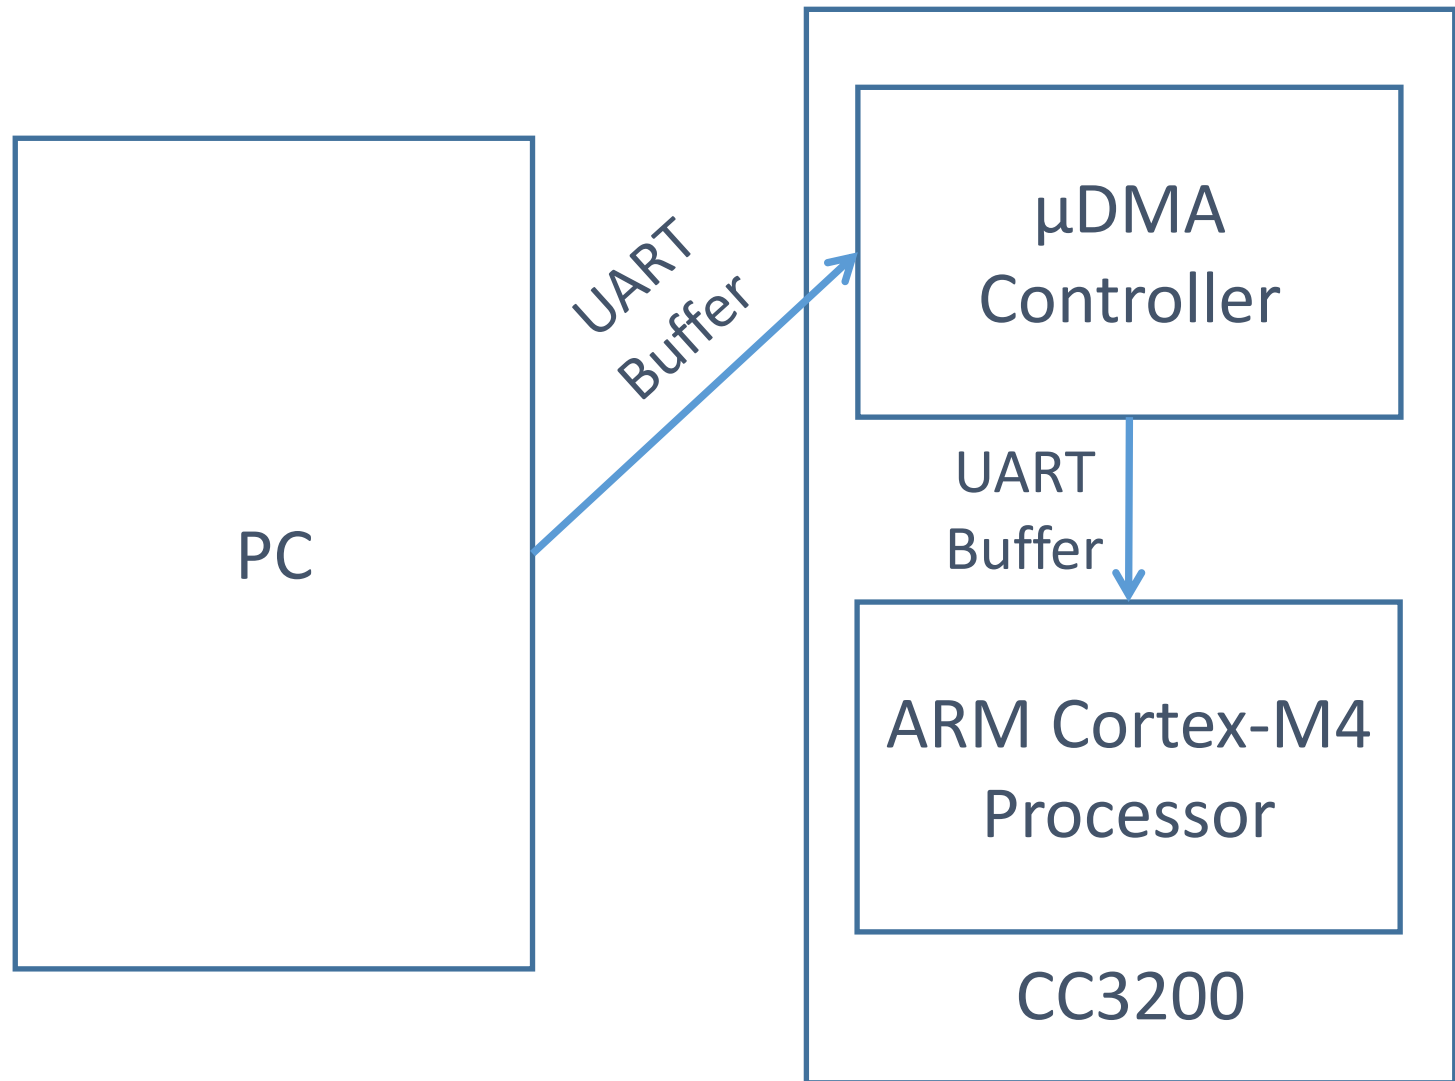 PC
UART
Buffer
µDMA
Controller
UART
Buffer
ARM Cortex-M4
Processor
CC3200